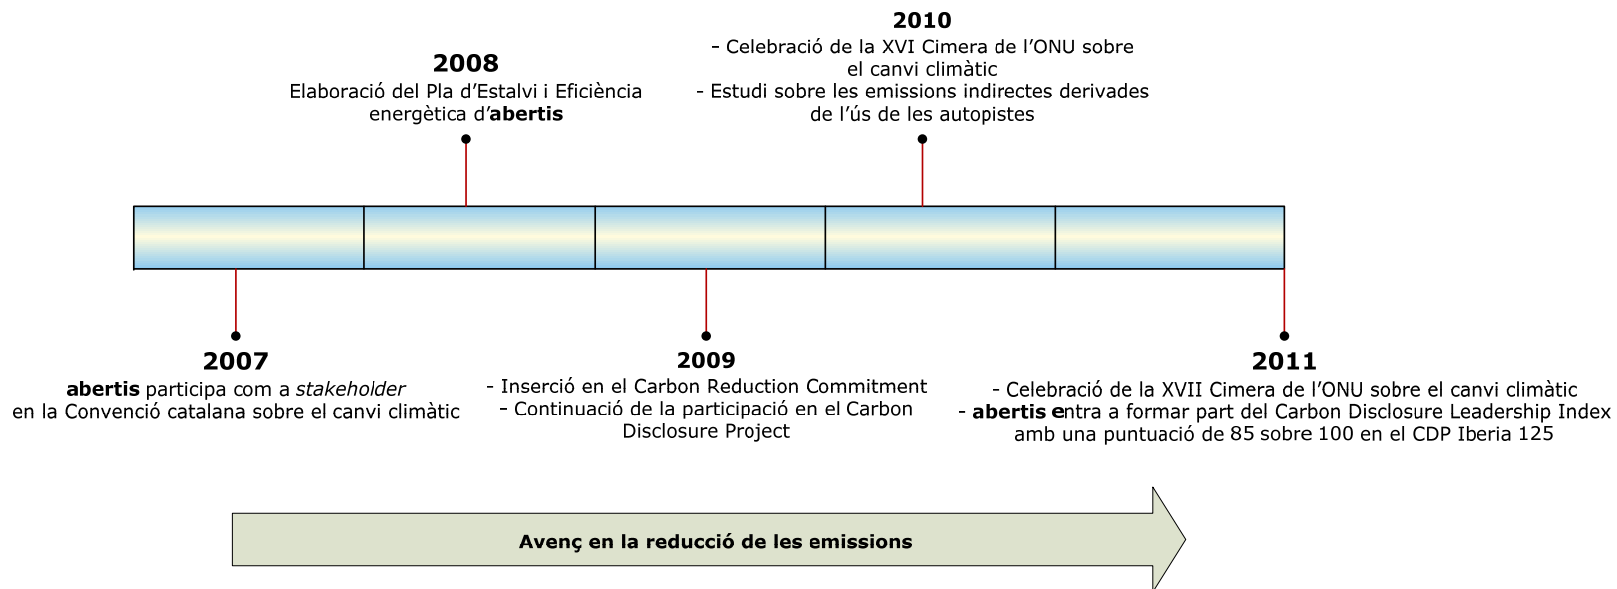 2010
- Celebració de la XVI Cimera de l'ONU sobre
el canvi climàtic
- Estudi sobre les emissions indirectes derivades
de l'ús de les autopistes
2008
Elaboració del Pla d'Estalvi i Eficiència
energètica d'abertis
2007
abertis participa com a stakeholder
en la Convenció catalana sobre el canvi climàtic
2009
- Inserció en el Carbon Reduction Commitment
- Continuació de la participació en el Carbon
Disclosure Project
2011
- Celebració de la XVII Cimera de l'ONU sobre el canvi climàtic
- abertis entra a formar part del Carbon Disclosure Leadership Index
amb una puntuació de 85 sobre 100 en el CDP Iberia 125
Avenç en la reducció de les emissions